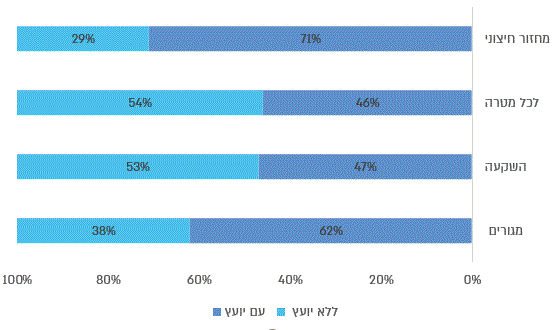 מחזור חיצוני 71% 29%
לכל מטרה 46% 54%
השקעה 47% 53%
מגורים 62% 38%
0% 20% 40% 60% 80% 100%
עם יועץ ללא יועץ